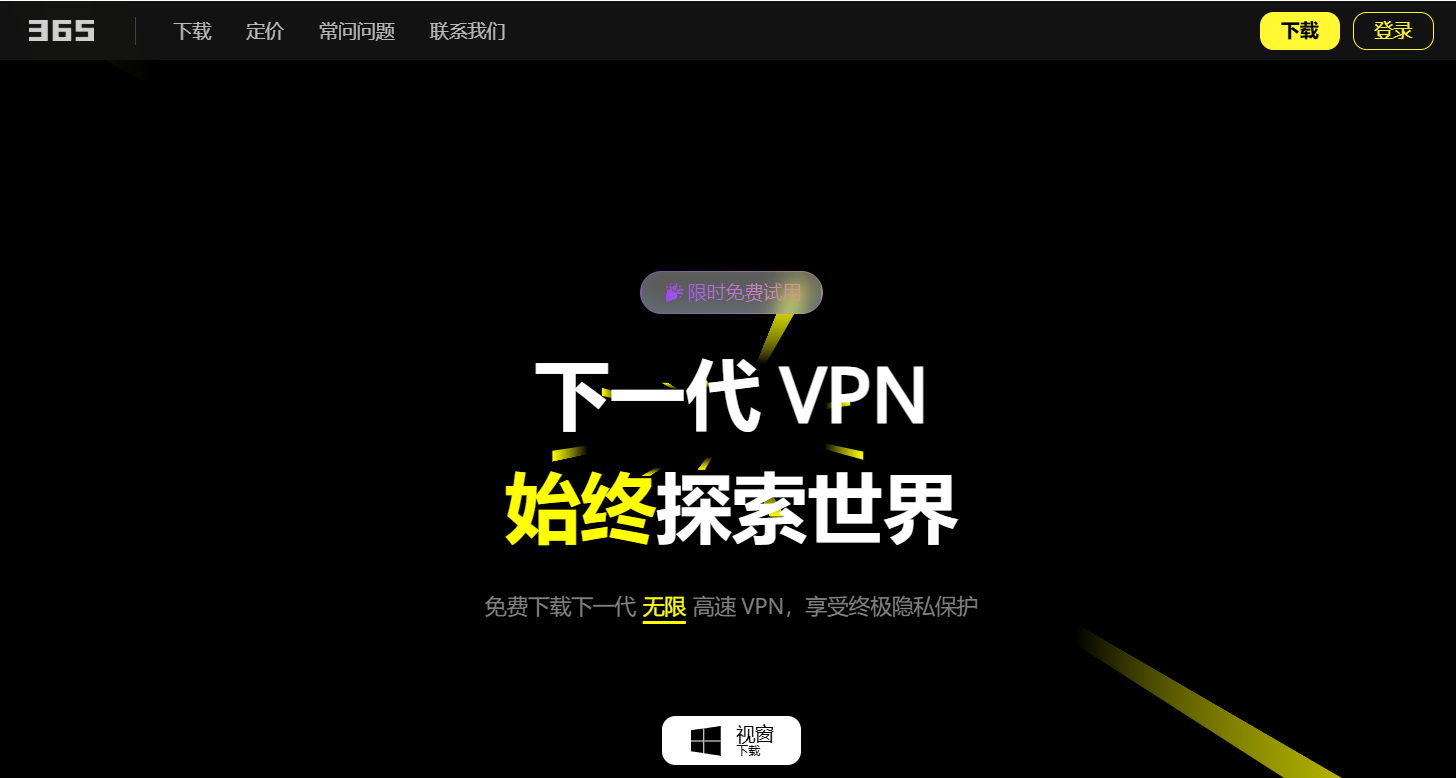 365
下载
定价
常问问题
联系我们
下载
登录
限时免费试用
下一代 VPN
始终探索世界
免费下载下一代 无限 高速 VPN，享受终极隐私保护
视窗
下载